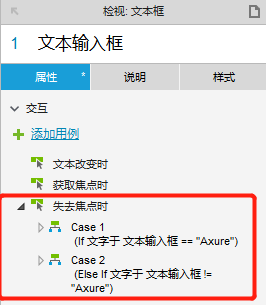 检视: 文本框
1 文本输入框
属性 * 说明 样式
交互
添加用例
文本改变时
获取焦点时
失去焦点时
Case 1
(If 文字于 文本输入框 == "Axure")
Case 2
(Else If 文字于 文本输入框 !=
"Axure")